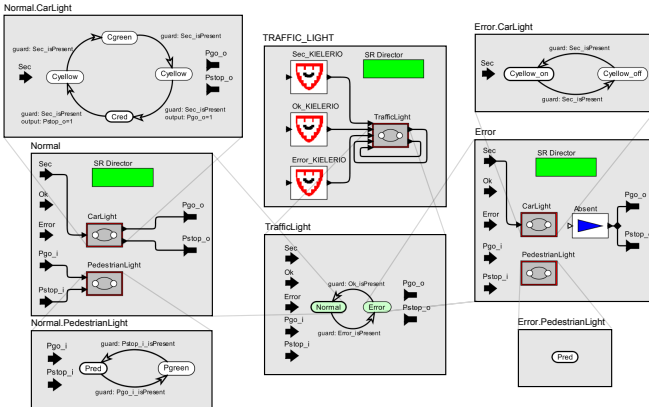 Normal.CarLight
Cgreen
guard: Sec_isPresent
guard: Sec_isPresent
Sec
Pgo_o
Pstop_o
Cyellow
Cyellow
guard: Sec_isPresent
output: Pstop_o=1
Cred
guard: Sec_isPresent
output: Pgo_o=1
Normal
Sec
SR Director
Ok
Error
CarLight
Pgo_o
Pstop_o
Pgo_i
PedestrianLight
Pstop_i
Normal.PedestrianLight
Pgo_i
guard: Pstop_i_isPresent
Pstop_i
Pred
Pgreen
guard: Pgo_i_isPresent
TRAFFIC_LIGHT
Sec_KIELERIO
SR Director
Ok_KIELERIO
TrafficLight
Error_KIELERIO
TrafficLight
Sec
Ok
guard: Ok_isPresent
Error
Normal
Error
Pgo_o
Pstop_o
Pgo_i
guard: Error_isPresent
Pstop_i
Error.CarLight
guard: Sec_isPresent
Sec
Cyellow_on
Cyellow_off
guard: Sec_isPresent
Error
Sec
SR Director
Ok
Error
CarLight
Absent
Pgo_o
Pstop_o
Pgo_i
PedestrianLight
Pstop_i
Error.PedestrianLight
Pred